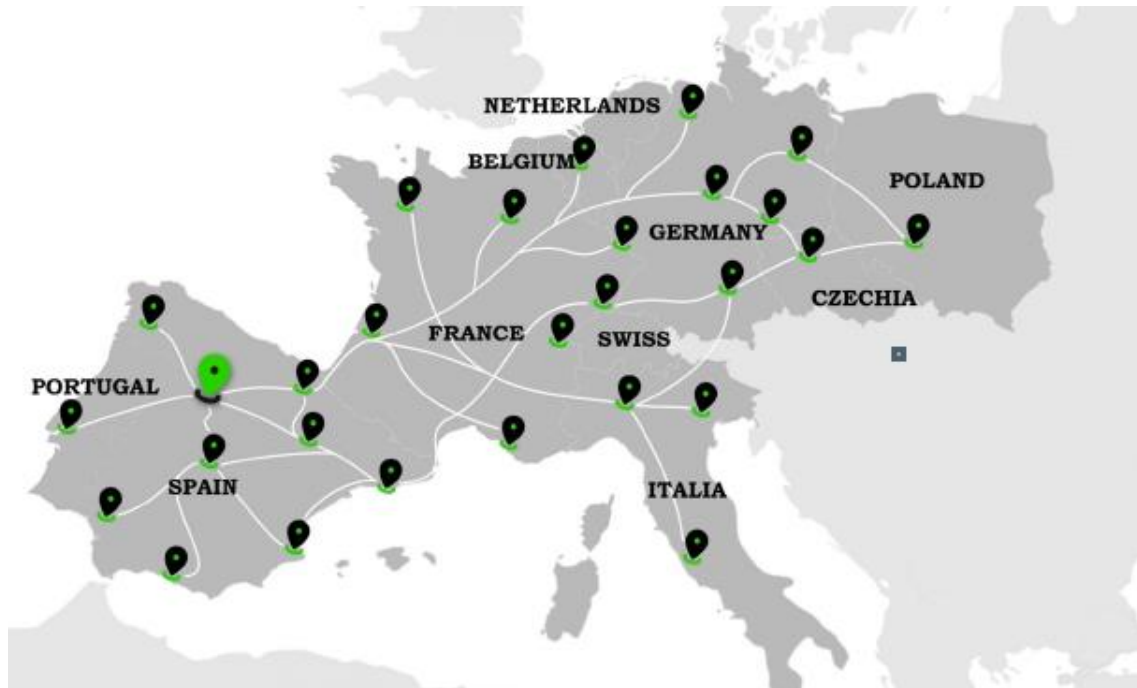 NETHERLANDS
BELGIUM
POLAND
GERMANY
CZECHIA
FRANCE
SWISS
PORTUGAL
SPAIN
ITALIA